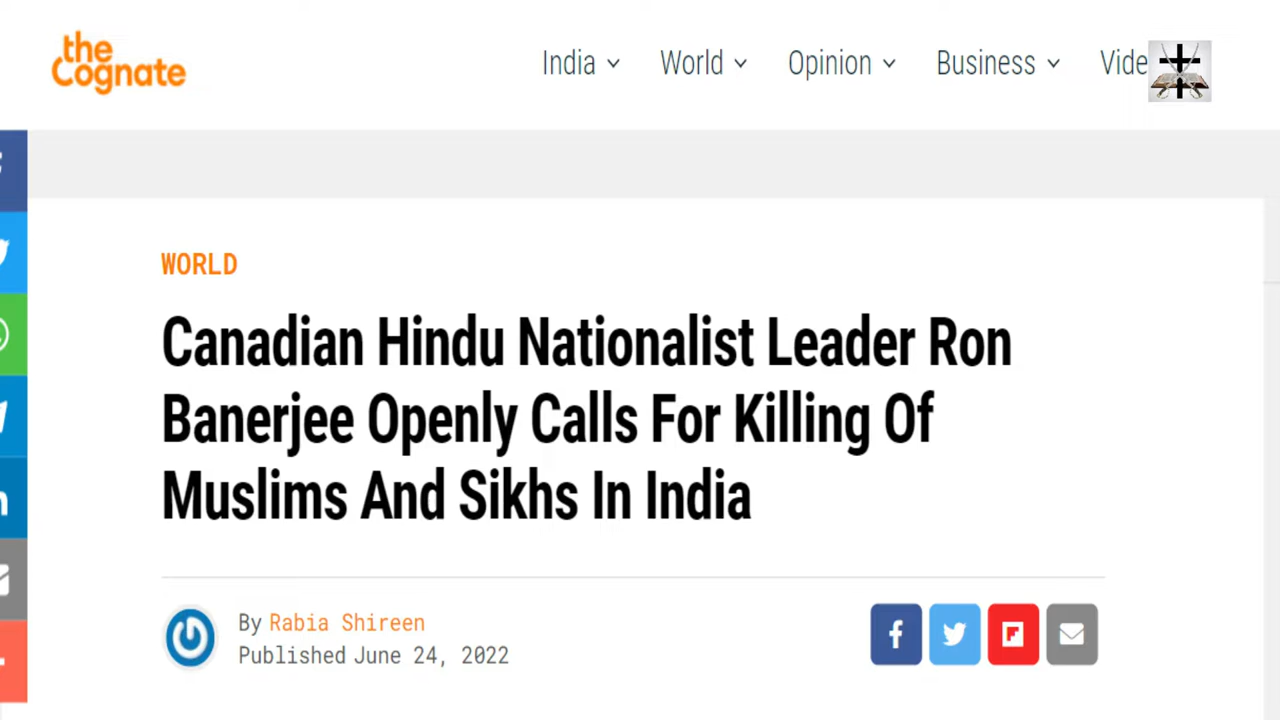 the
Cognate
India
World
Opinion
Business
Vide
WORLD
Canadian Hindu Nationalist Leader Ron
Banerjee Openly Calls For Killing Of
Muslims And Sikhs In India
By Rabia Shireen
Published June 24, 2022